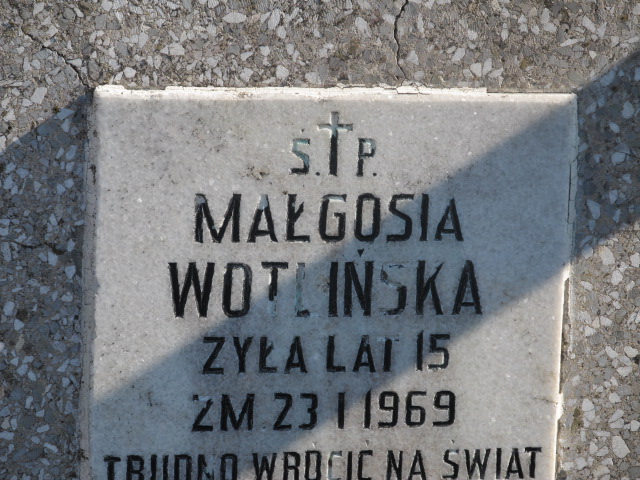 Ś.†P.
MAŁGOSIA
WOTLIŃSKA
ŻYŁA LAT 15
ZM. 23 I 1969
TRUDNO WRÓCIĆ NA ŚWIAT